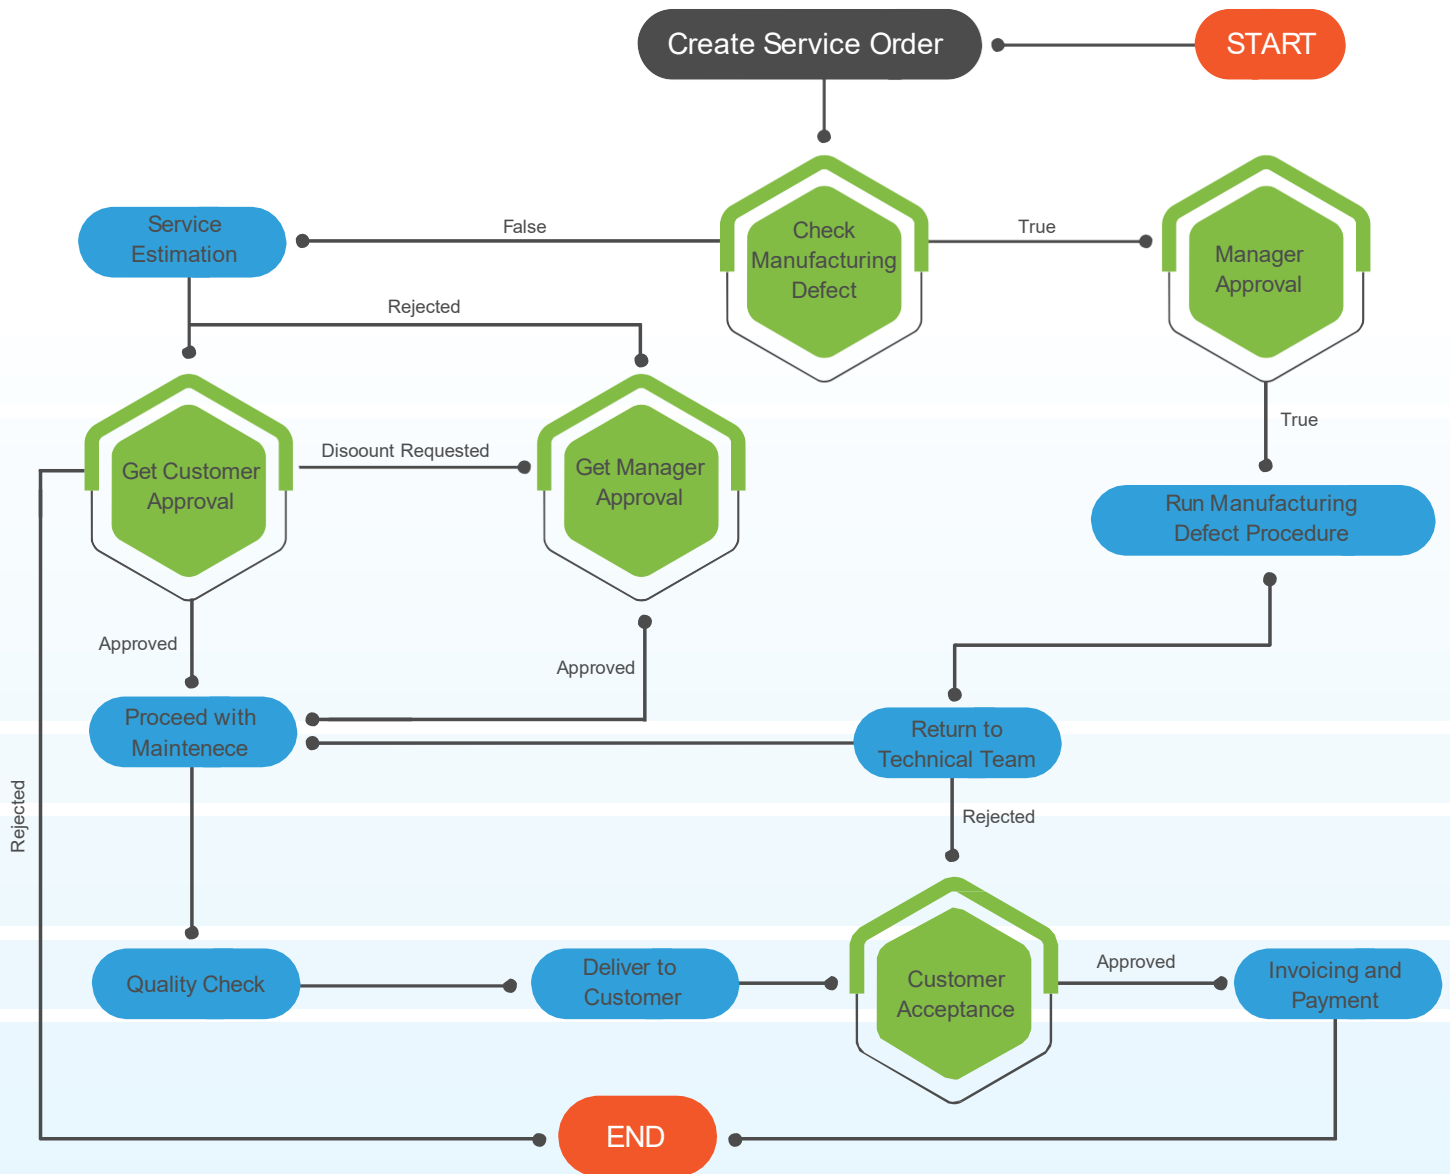 Create Service Order
START
Service
Estimation
False
Check
Manufacturing
Defect
True
Manager
Approval
Rejected
True
Get Customer
Approval
Disoount Requested
Get Manager
Approval
Run Manufacturing
Defect Procedure
Approved
Approved
Proceed with
Maintenece
Return to
Technical Team
Rejected
Rejected
Quality Check
Deliver to
Customer
Customer
Acceptance
Approved
Invoicing and
Payment
END